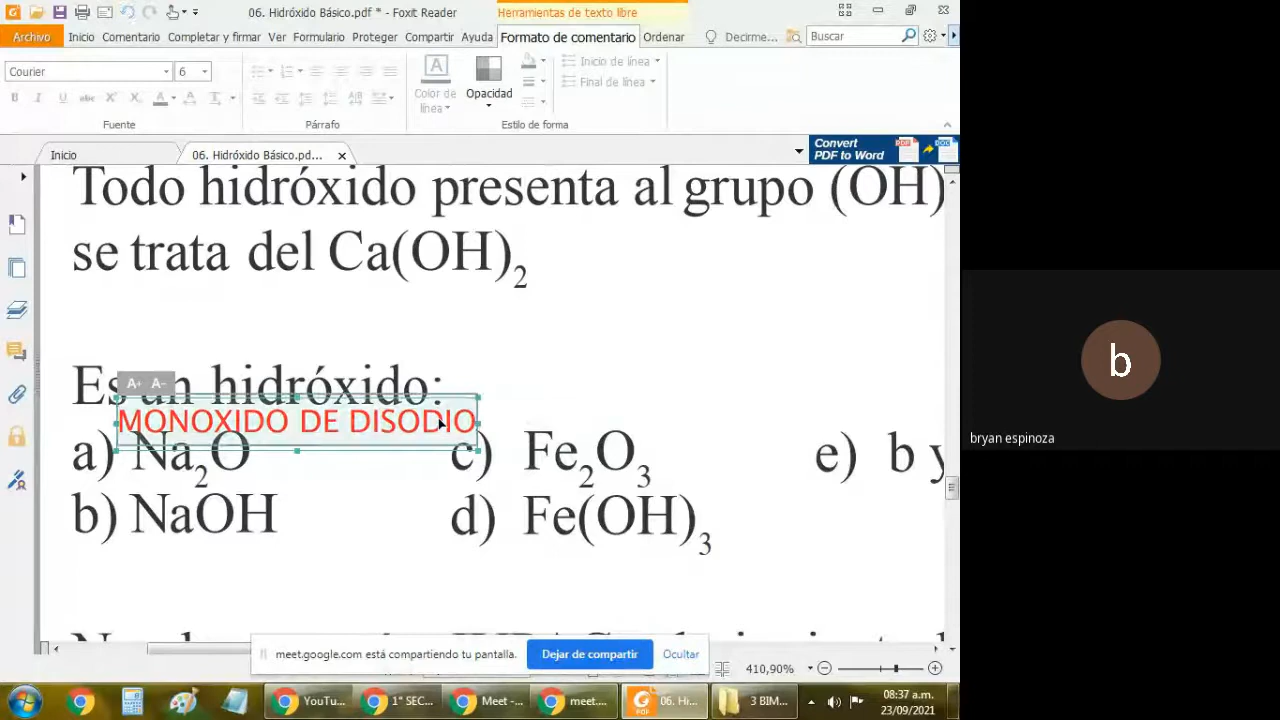 06. Hidróxido Básico.pdf * - Foxit Reader
Herramientas de texto libre
Archivo Inicio Comentario Completar y firmar Ver Formulario Proteger Compartir Ayuda Formato de comentario Ordenar Decirme... Buscar
Courier 6
Color de línea Opacidad
Inicio de línea
Final de línea
Fuente Párrafo Estilo de forma
Inicio 06. Hidróxido Básico.pd... Convert PDF to Word
Todo hidróxido presenta al grupo (OH)
se trata del Ca(OH)2
Es un hidróxido:
A+ A-
MONOXIDO DE DISODIO
a) Na2O c) Fe2O3 e) b y
b) NaOH d) Fe(OH)3
b
bryan espinoza
meet.google.com está compartiendo tu pantalla. Dejar de compartir Ocultar
410,90%
YouTu... 1° SEC... Meet -... meet.... 06. Hi... 3 BIM...
08:37 a.m.
23/09/2021